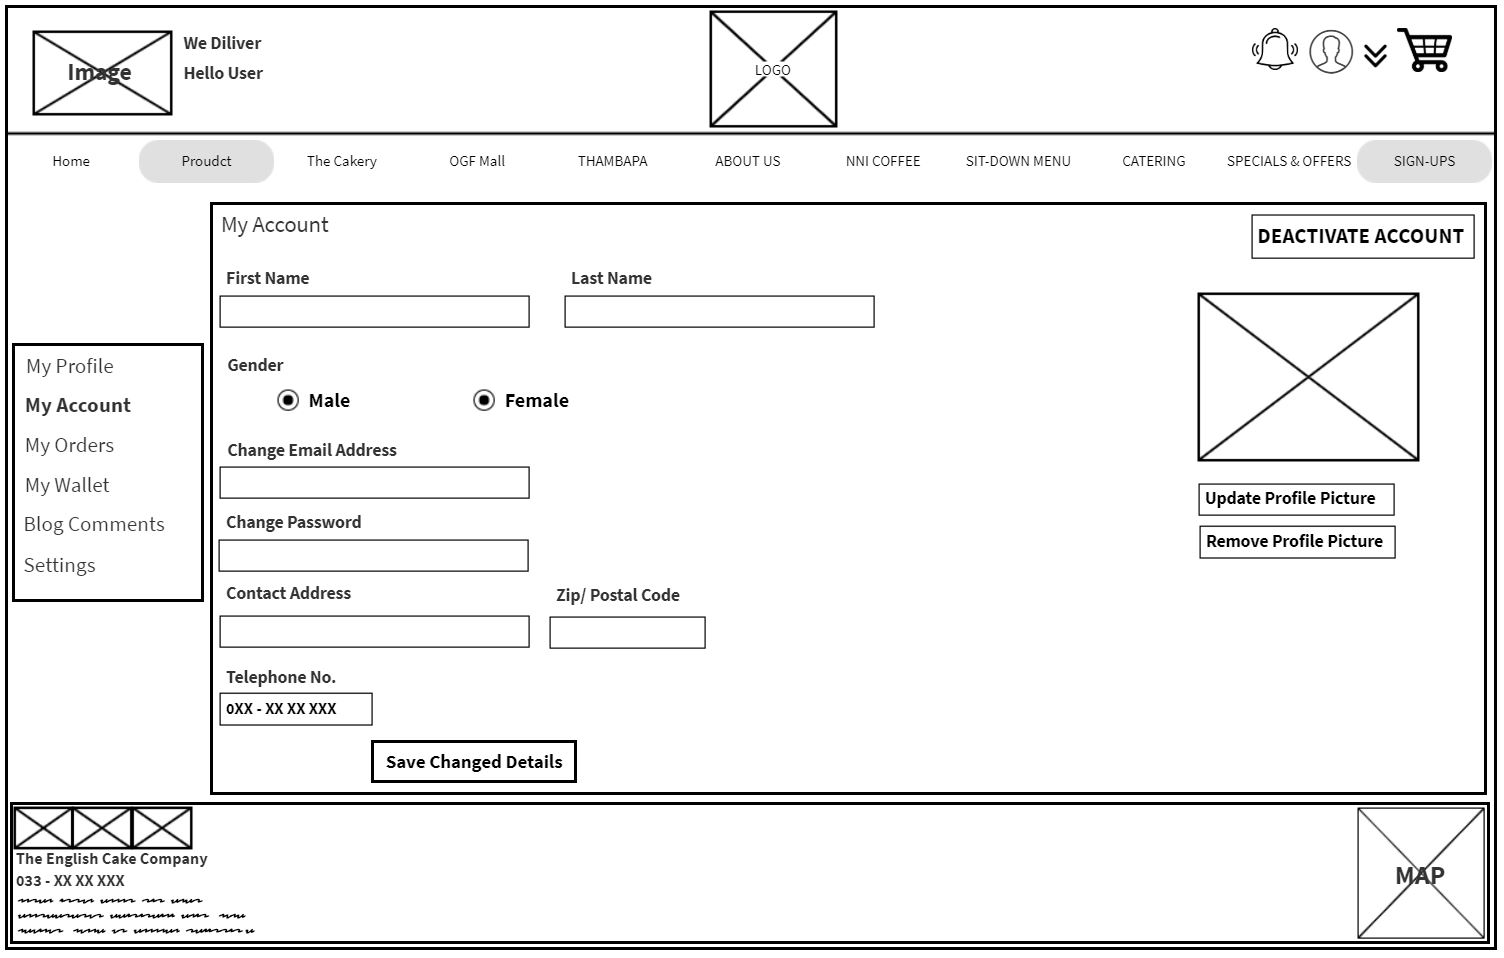 Image
We Diliver
Hello User
LOGO
Home Proudct The Cakery OGF Mall THAMBAPA ABOUT US NNI COFFEE SIT-DOWN MENU CATERING SPECIALS & OFFERS SIGN-UPS
My Account
DEACTIVATE ACCOUNT
First Name Last Name
Gender
Male Female
Change Email Address
Change Password
Contact Address Zip/ Postal Code
Telephone No.
0XX - XX XX XXX
Save Changed Details
Update Profile Picture
Remove Profile Picture
My Profile
My Account
My Orders
My Wallet
Blog Comments
Settings
The English Cake Company
033 - XX XX XXX
MAP